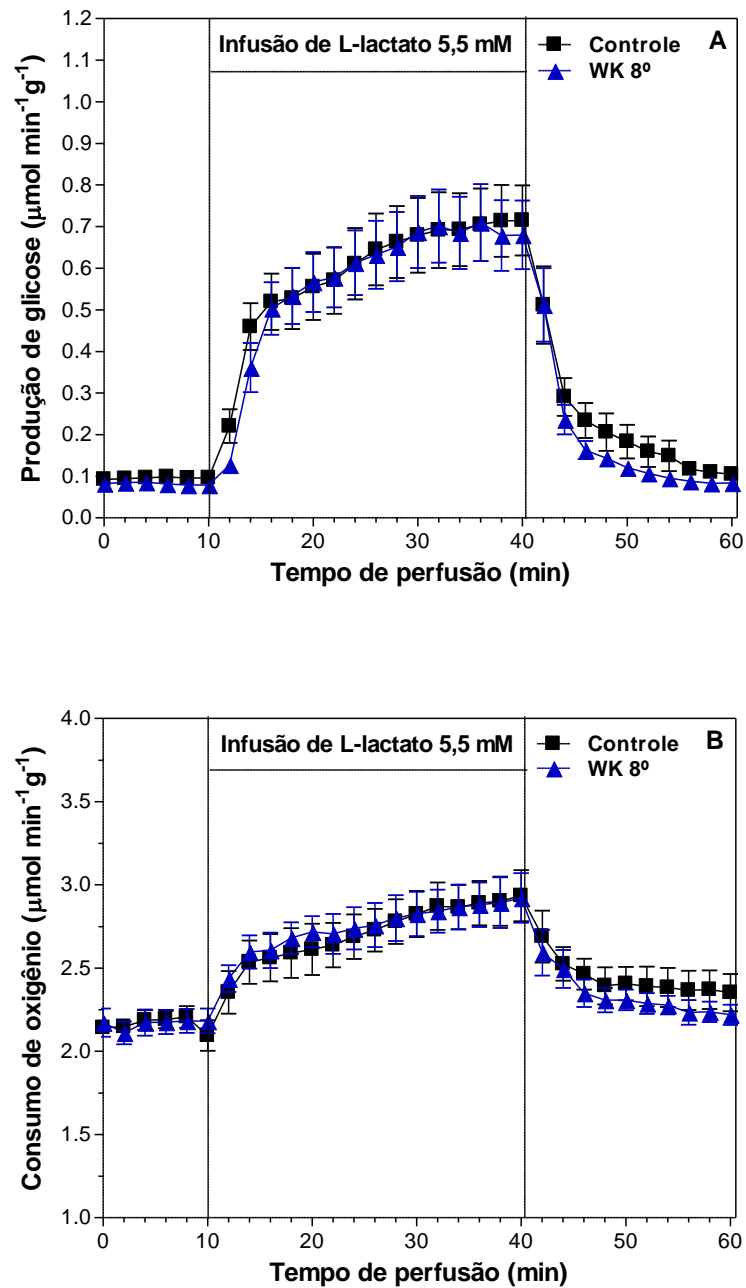 1.2
1.1
1.0
0.9
0.8
0.7
0.6
0.5
0.4
0.3
0.2
0.1
0.0
Produção de glicose (µmol min⁻¹g⁻¹)
Infusão de L-lactato 5,5 mM
Controle
WK 8º
A
0 10 20 30 40 50 60
Tempo de perfusão (min)
4.0
3.5
3.0
2.5
2.0
1.5
1.0
Consumo de oxigênio (µmol min⁻¹g⁻¹)
Infusão de L-lactato 5,5 mM
Controle
WK 8º
B
0 10 20 30 40 50 60
Tempo de perfusão (min)